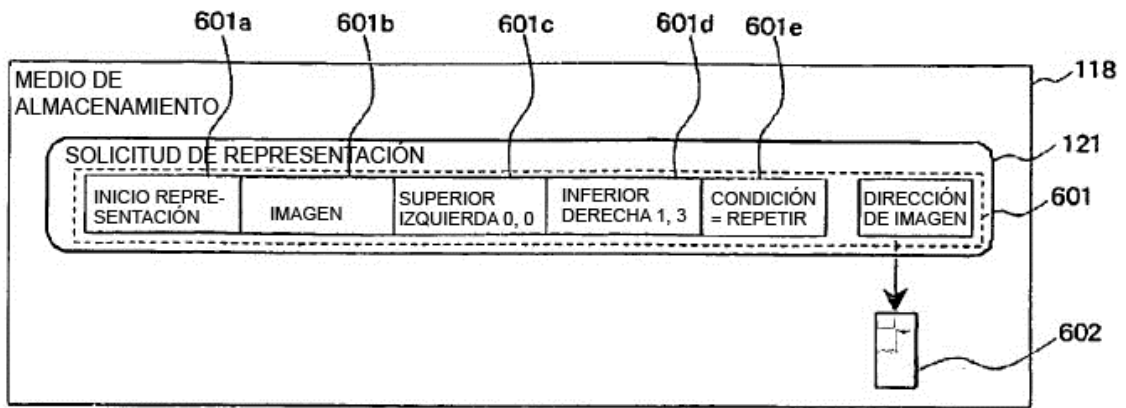 601a 601b 601c 601d 601e
118
MEDIO DE
ALMACENAMIENTO
121
SOLICITUD DE REPRESENTACIÓN
INICIO REPRE-
SENTACIÓN
IMAGEN
SUPERIOR
IZQUIERDA 0, 0
INFERIOR
DERECHA 1, 3
CONDICIÓN
= REPETIR
DIRECCIÓN
DE IMAGEN
601
602